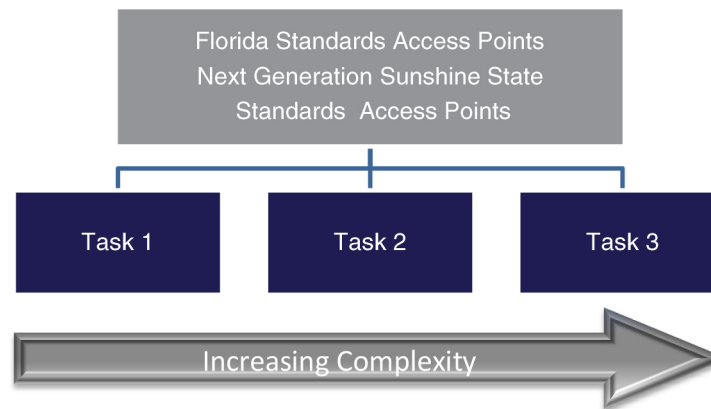 Florida Standards Access Points
Next Generation Sunshine State
Standards Access Points
Task 1
Task 2
Task 3
Increasing Complexity